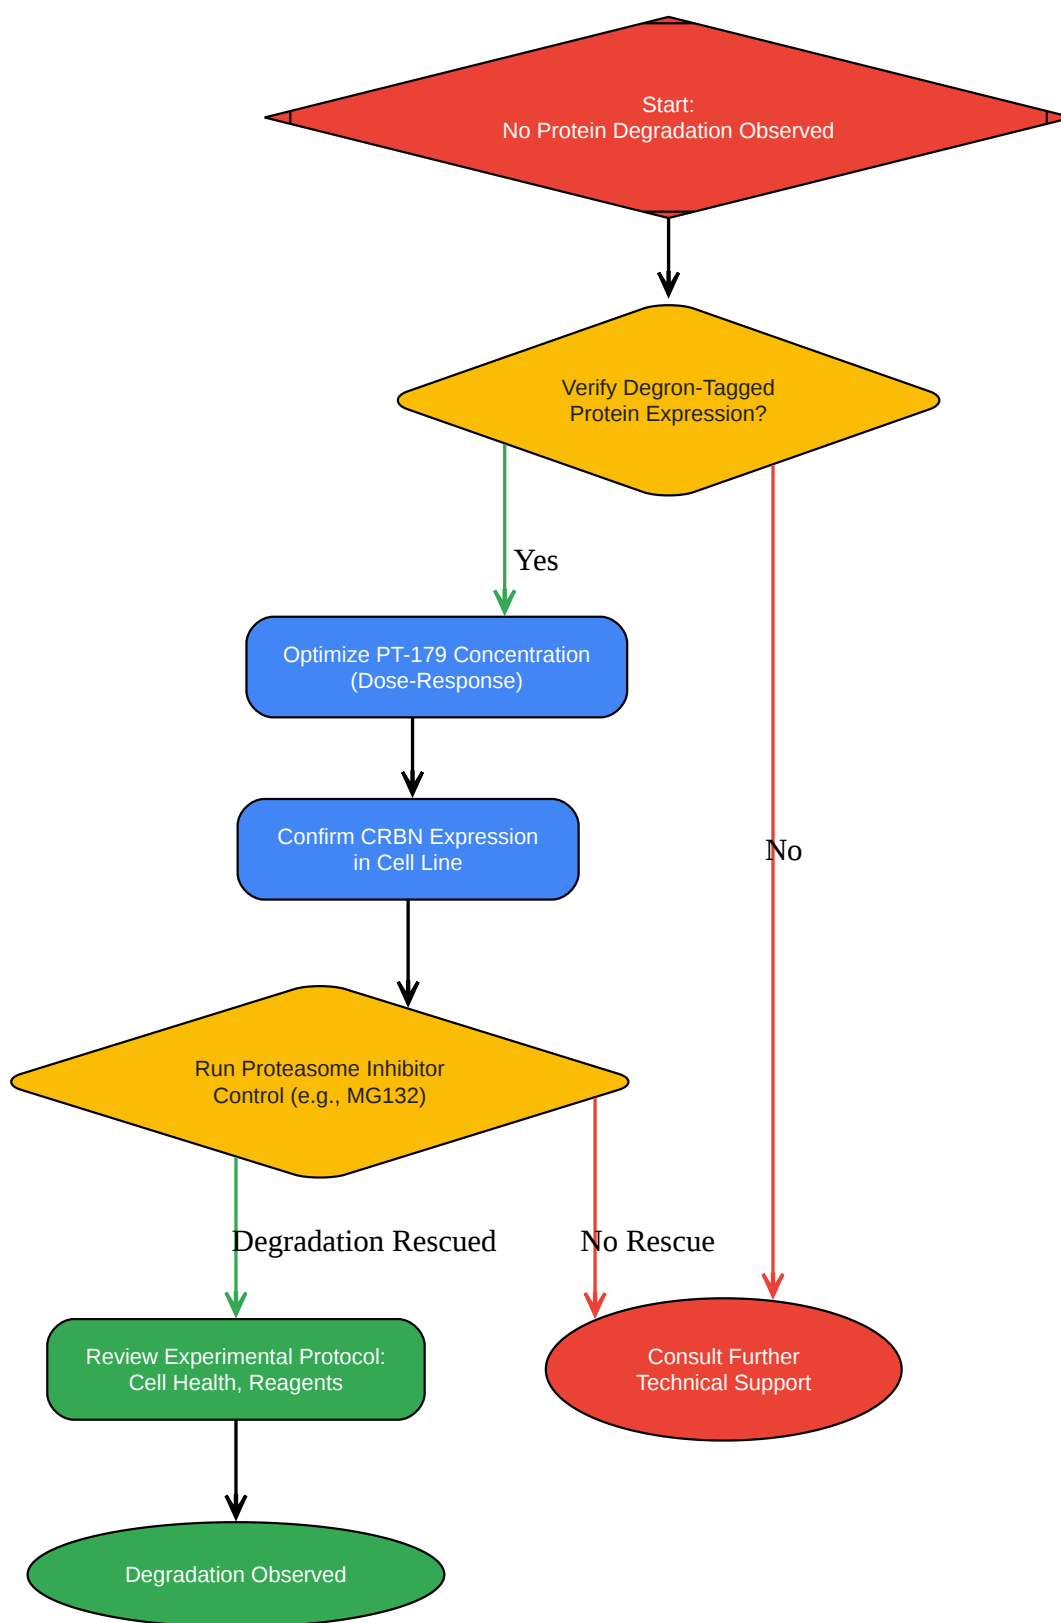 Start:
No Protein Degradation Observed
Verify Degron-Tagged
Protein Expression?
Yes
Optimize PT-179 Concentration
(Dose-Response)
Confirm CRBN Expression
in Cell Line
No
Run Proteasome Inhibitor
Control (e.g., MG132)
Degradation Rescued
No Rescue
Review Experimental Protocol:
Cell Health, Reagents
Consult Further
Technical Support
Degradation Observed